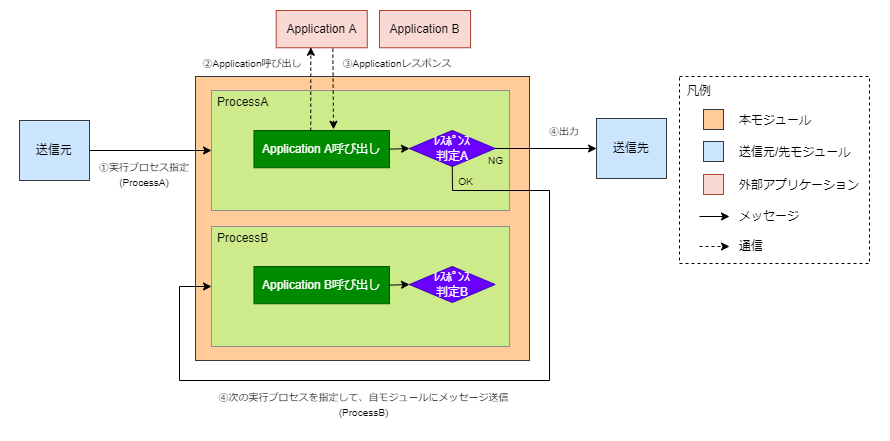 Application A
Application B
②Application呼び出し
③Applicationレスポンス
ProcessA
送信元
Application A呼び出し
ﾚｽﾎﾟﾝｽ
判定A
NG
OK
①実行プロセス指定
(ProcessA)
④出力
送信先
ProcessB
Application B呼び出し
ﾚｽﾎﾟﾝｽ
判定B
④次の実行プロセスを指定して、自モジュールにメッセージ送信
(ProcessB)
凡例
本モジュール
送信元/先モジュール
外部アプリケーション
メッセージ
通信